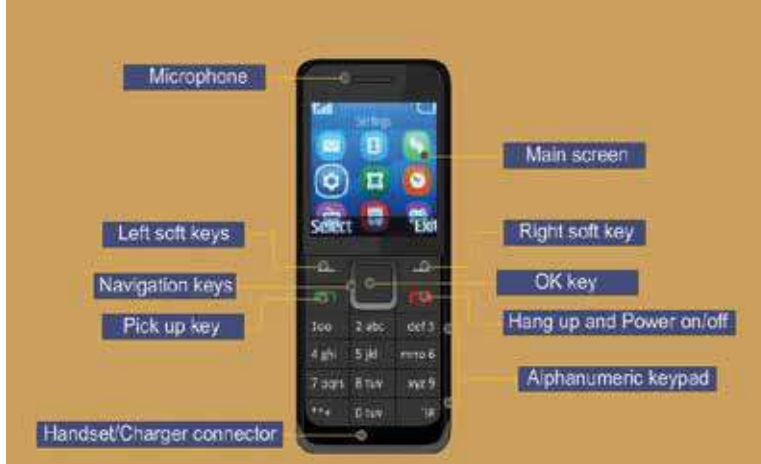 Microphone
Settings
Main screen
Select
Exit
Left soft keys
Right soft key
Navigation keys
OK key
Pick up key
Hang up and Power on/off
1oo 2 abc def 3
4 ghi 5 jkl mno 6
7 pqrs 8 tuv wxyz 9
Alphanumeric keypad
Handset/Charger connector